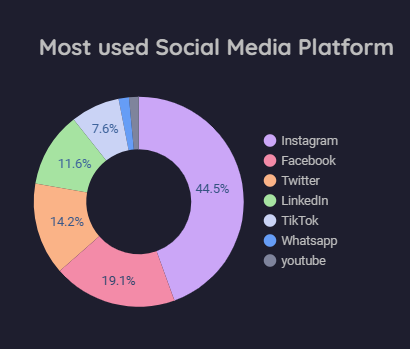 Most used Social Media Platform
7.6%
11.6%
44.5%
14.2%
19.1%
Instagram
Facebook
Twitter
LinkedIn
TikTok
Whatsapp
youtube